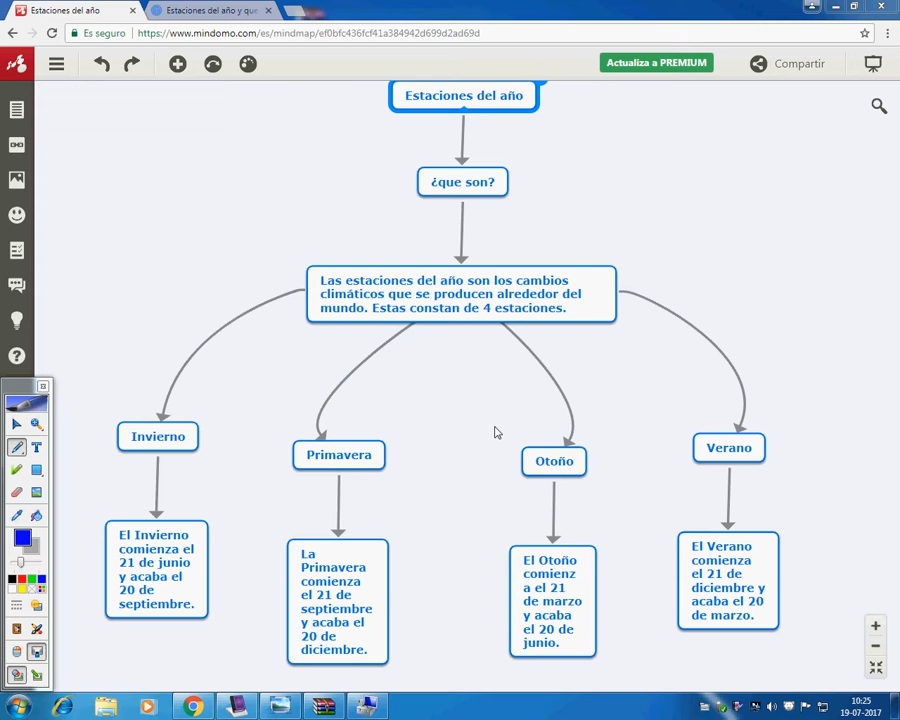 Estaciones del año
Estaciones del año y que
Es seguro
https://www.mindomo.com/es/mindmap/ef0bfc436fcf41a384942d699d2ad69d
Actualiza a PREMIUM
Compartir
Estaciones del año
¿que son?
Las estaciones del año son los cambios
climáticos que se producen alrededor del
mundo. Estas constan de 4 estaciones.
Invierno
Primavera
Otoño
Verano
El Invierno
comienza el
21 de junio
y acaba el
20 de
septiembre.
La
Primavera
comienza
el 21 de
septiembre
y acaba el
20 de
diciembre.
El Otoño
comienz
a el 21
de marzo
y acaba
el 20 de
junio.
El Verano
comienza
el 21 de
diciembre y
acaba el 20
de marzo.
10:25
19-07-2017